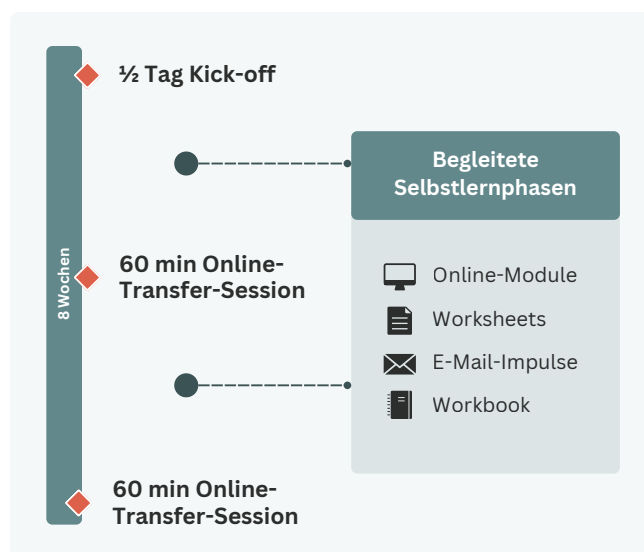 ½ Tag Kick-off
Begleitete
Selbstlernphasen
8 Wochen
60 min Online-
Transfer-Session
Online-Module
Worksheets
E-Mail-Impulse
Workbook
60 min Online-
Transfer-Session